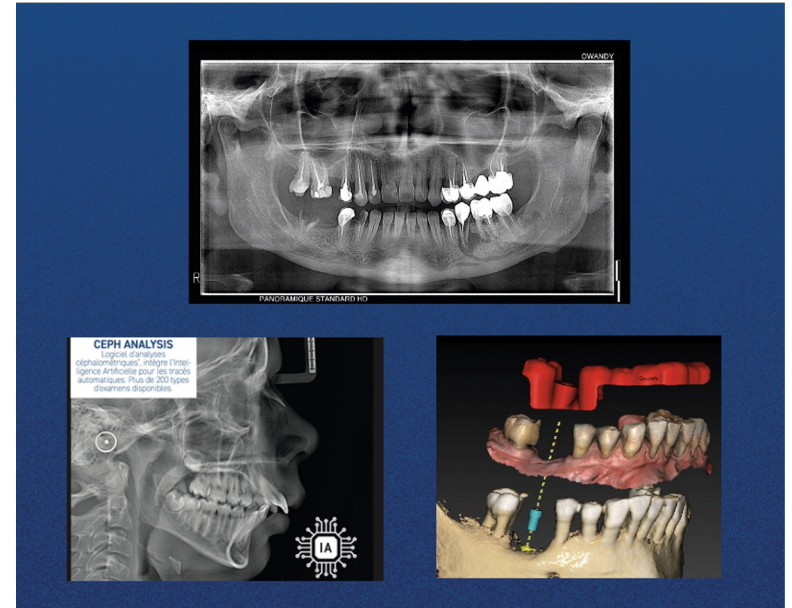 OWANDY
R
PANORAMIQUE STANDARD HD
CEPH ANALYSIS
Logiciel d'analyses
céphalométriques*, intègre l'Intel-
ligence Artificielle pour les tracés
automatiques. Plus de 200 types
d'examens disponibles.
IA